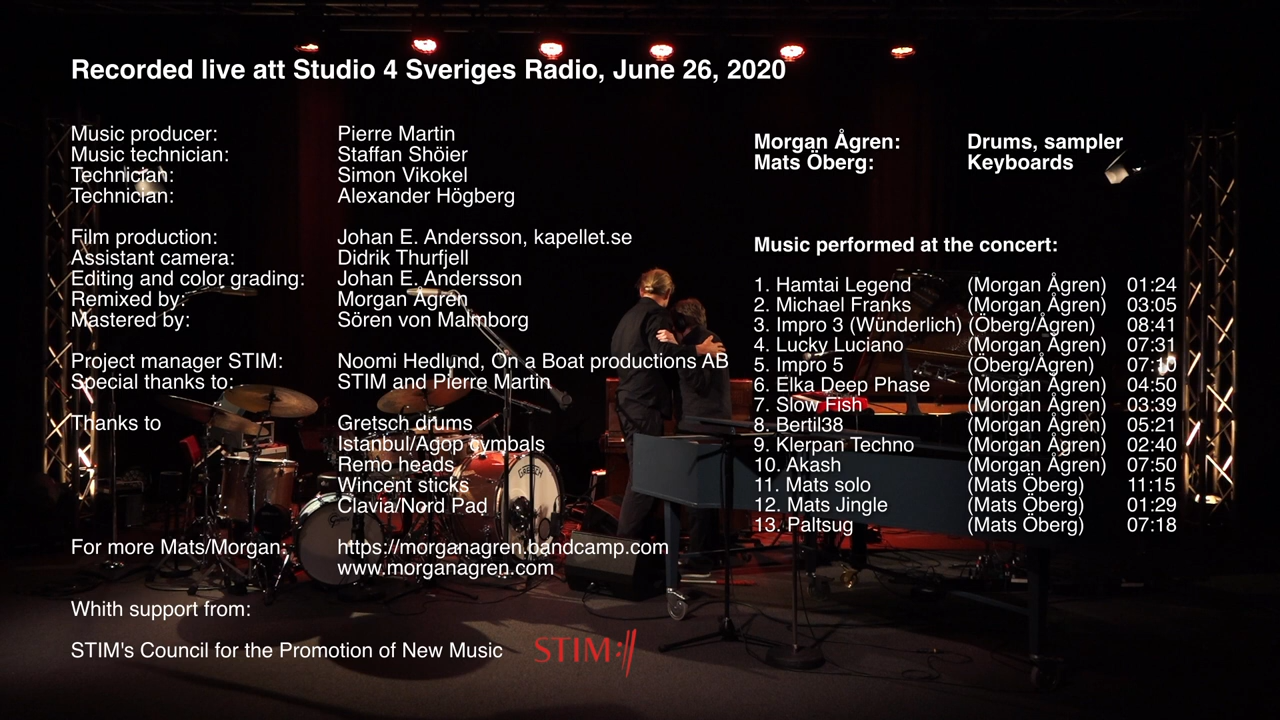 Recorded live att Studio 4 Sveriges Radio, June 26, 2020
Music producer: Pierre Martin
Music technician: Staffan Shöier
Technician: Simon Vikokel
Technician: Alexander Högberg
Film production: Johan E. Andersson, kapellet.se
Assistant camera: Didrik Thurfjell
Editing and color grading: Johan E. Andersson
Remixed by: Morgan Ågren
Mastered by: Sören von Malmborg
Project manager STIM: Noomi Hedlund, On a Boat productions AB
Special thanks to: STIM and Pierre Martin
Thanks to Gretsch drums
Istanbul/Agop cymbals
Remo heads
Wincent sticks
Clavia/Nord Pad
For more Mats/Morgan: https://morganagren.bandcamp.com
www.morganagren.com
Whith support from:
STIM's Council for the Promotion of New Music STIM
Morgan Ågren: Drums, sampler
Mats Öberg: Keyboards
Music performed at the concert:
1. Hamtai Legend (Morgan Ågren) 01:24
2. Michael Franks (Morgan Ågren) 03:05
3. Impro 3 (Wünderlich) (Öberg/Ågren) 08:41
4. Lucky Luciano (Morgan Ågren) 07:31
5. Impro 5 (Öberg/Ågren) 07:10
6. Elka Deep Phase (Morgan Ågren) 04:50
7. Slow Fish (Morgan Ågren) 03:39
8. Bertil38 (Morgan Ågren) 05:21
9. Klerpan Techno (Morgan Ågren) 02:40
10. Akash (Morgan Ågren) 07:50
11. Mats solo (Mats Öberg) 11:15
12. Mats Jingle (Mats Öberg) 01:29
13. Paltsug (Mats Öberg) 07:18
GRETSCH